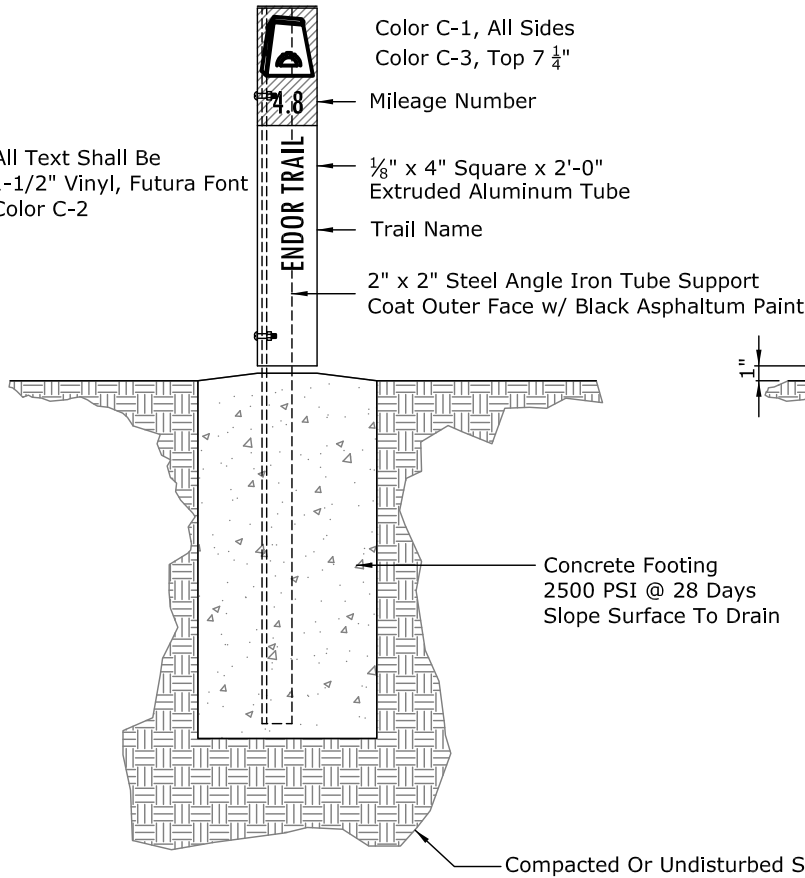 Color C-1, All Sides
Color C-3, Top 7 ¼"
4.8
Mileage Number
All Text Shall Be
1-1/2" Vinyl, Futura Font
Color C-2
⅛" x 4" Square x 2'-0"
Extruded Aluminum Tube
ENDOR TRAIL
Trail Name
2" x 2" Steel Angle Iron Tube Support
Coat Outer Face w/ Black Asphaltum Paint
1"
Concrete Footing
2500 PSI @ 28 Days
Slope Surface To Drain
Compacted Or Undisturbed